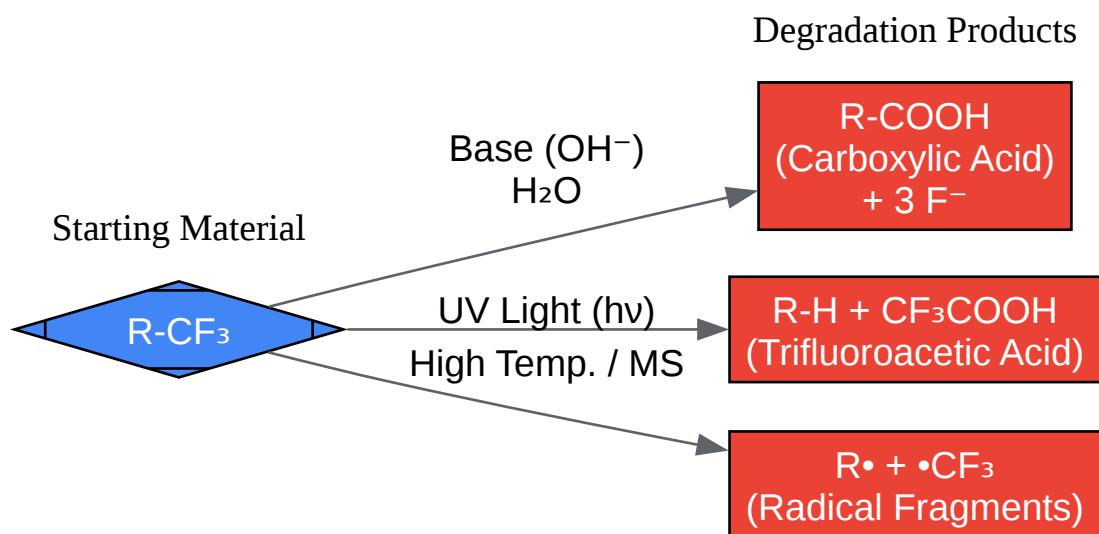 Degradation Products
R-COOH
(Carboxylic Acid)
+ 3 F⁻
Base (OH⁻)
H₂O
Starting Material
R-CF₃
UV Light (hν)
R-H + CF₃COOH
(Trifluoroacetic Acid)
High Temp. / MS
R• + •CF₃
(Radical Fragments)